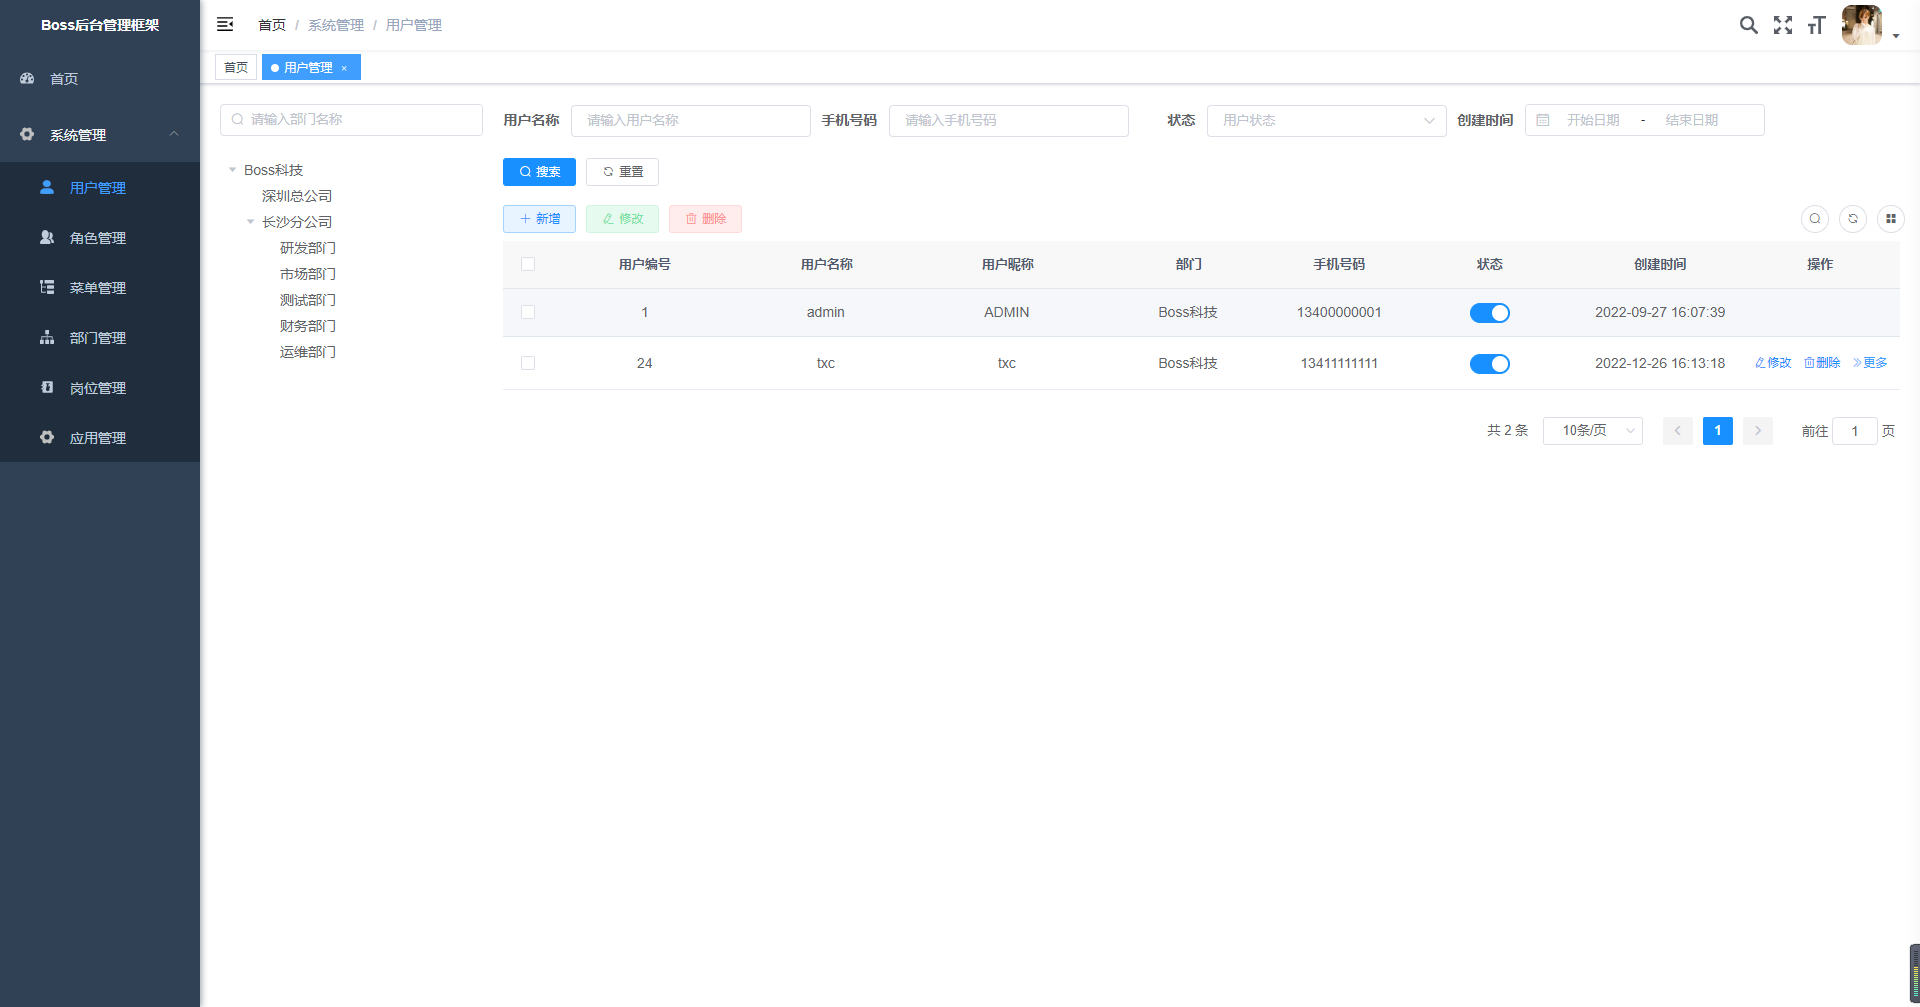 Boss后台管理框架
首页
系统管理
用户管理
角色管理
菜单管理
部门管理
岗位管理
应用管理
首页 / 系统管理 / 用户管理
首页
用户管理 ×
请输入部门名称
Boss科技
深圳总公司
长沙分公司
研发部门
市场部门
测试部门
财务部门
运维部门
用户名称 请输入用户名称 手机号码 请输入手机号码 状态 用户状态 创建时间 开始日期 - 结束日期
搜索 重置
新增 修改 删除
用户编号 用户名称 用户昵称 部门 手机号码 状态 创建时间 操作
1 admin ADMIN Boss科技 13400000001 2022-09-27 16:07:39
24 txc txc Boss科技 13411111111 2022-12-26 16:13:18 修改 删除 更多
共 2 条 10条/页 1 前往 1 页